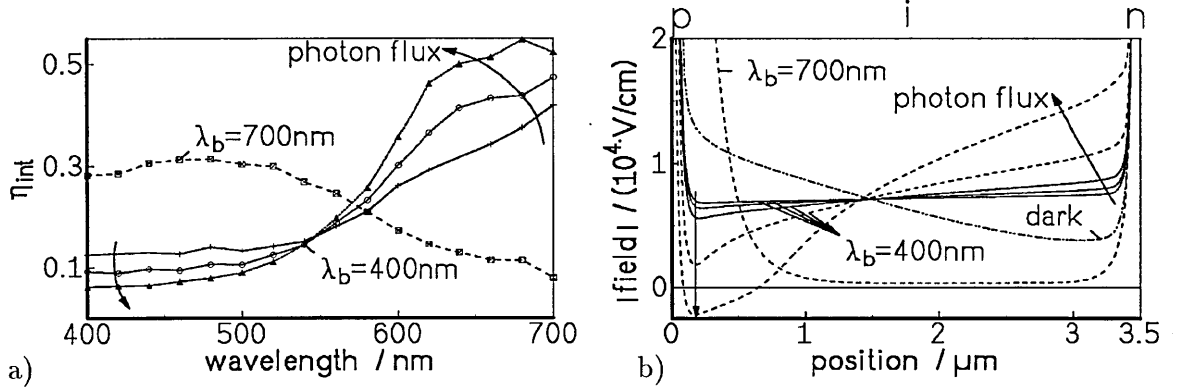 0.5
0.3
0.1
η_int
photon flux
λ_b=700nm
λ_b=400nm
400
500
600
700
wavelength / nm
a)
p
i
n
2
1
0
|field| / (10⁴·V/cm)
λ_b=700nm
photon flux
dark
λ_b=400nm
0
1
2
3
3.5
position / μm
b)